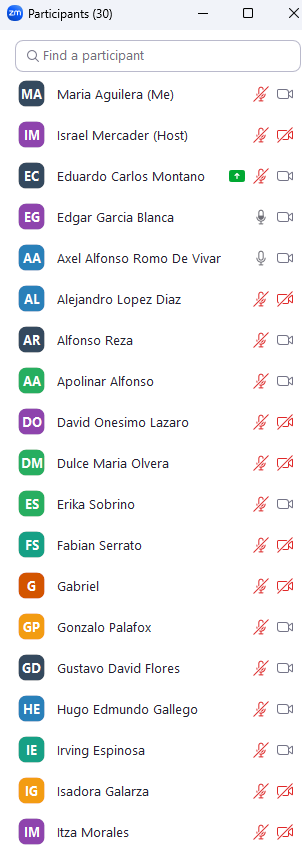 zm Participants (30)
Find a participant
MA Maria Aguilera (Me)
IM Israel Mercader (Host)
EC Eduardo Carlos Montano
EG Edgar Garcia Blanca
AA Axel Alfonso Romo De Vivar
AL Alejandro Lopez Diaz
AR Alfonso Reza
AA Apolinar Alfonso
DO David Onesimo Lazaro
DM Dulce Maria Olvera
ES Erika Sobrino
FS Fabian Serrato
G Gabriel
GP Gonzalo Palafox
GD Gustavo David Flores
HE Hugo Edmundo Gallego
IE Irving Espinosa
IG Isadora Galarza
IM Itza Morales